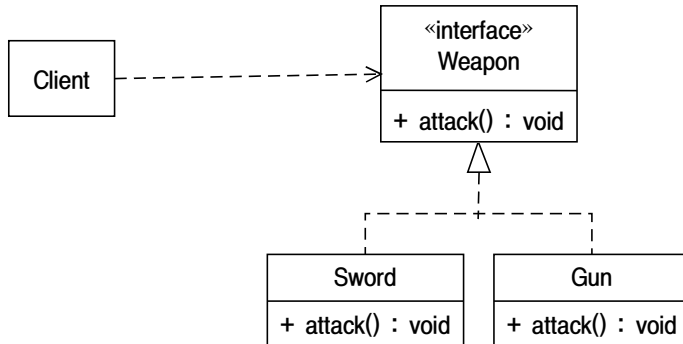 «interface»
Weapon
Client
+ attack() : void
Sword
Gun
+ attack() : void
+ attack() : void